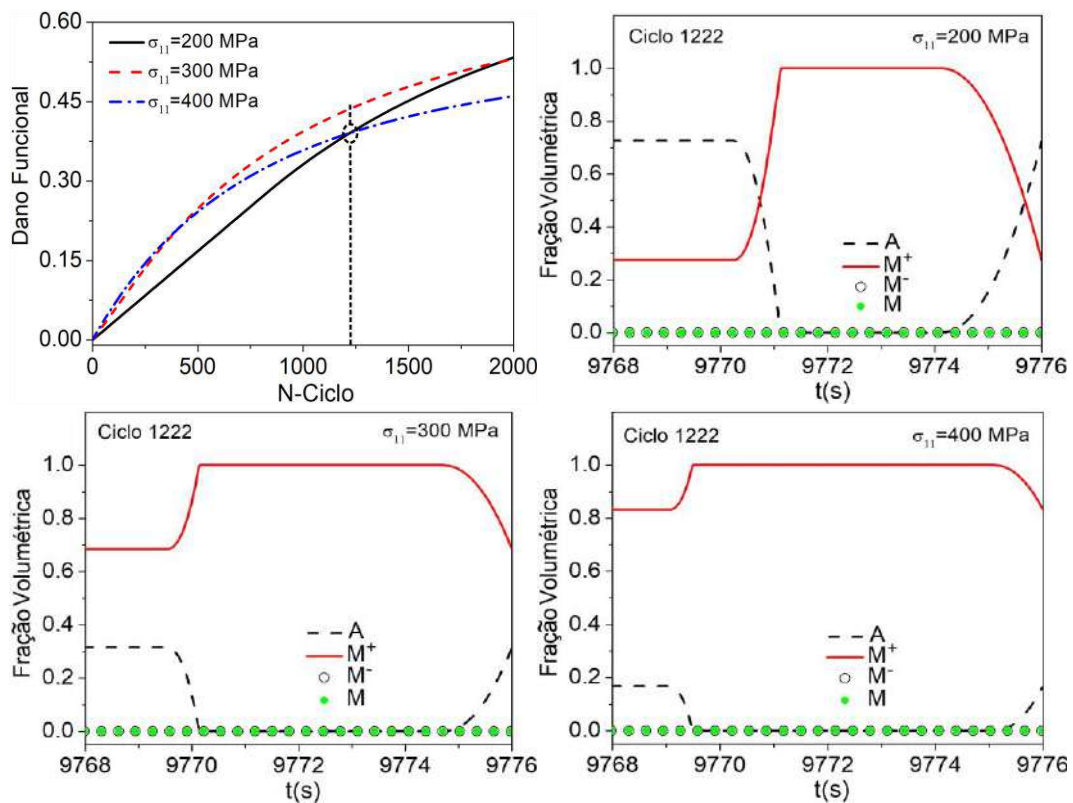 0.60
0.45
0.30
0.15
0.00
Dano Funcional
σ₁₁=200 MPa
σ₁₁=300 MPa
σ₁₁=400 MPa
0 500 1000 1500 2000
N-Ciclo
Ciclo 1222 σ₁₁=200 MPa
1.0
0.8
0.6
0.4
0.2
0.0
Fração Volumétrica
A
M⁺
M⁻
M
9768 9770 9772 9774 9776
t(s)
Ciclo 1222 σ₁₁=300 MPa
1.0
0.8
0.6
0.4
0.2
0.0
Fração Volumétrica
A
M⁺
M⁻
M
9768 9770 9772 9774 9776
t(s)
Ciclo 1222 σ₁₁=400 MPa
1.0
0.8
0.6
0.4
0.2
0.0
Fração Volumétrica
A
M⁺
M⁻
M
9768 9770 9772 9774 9776
t(s)